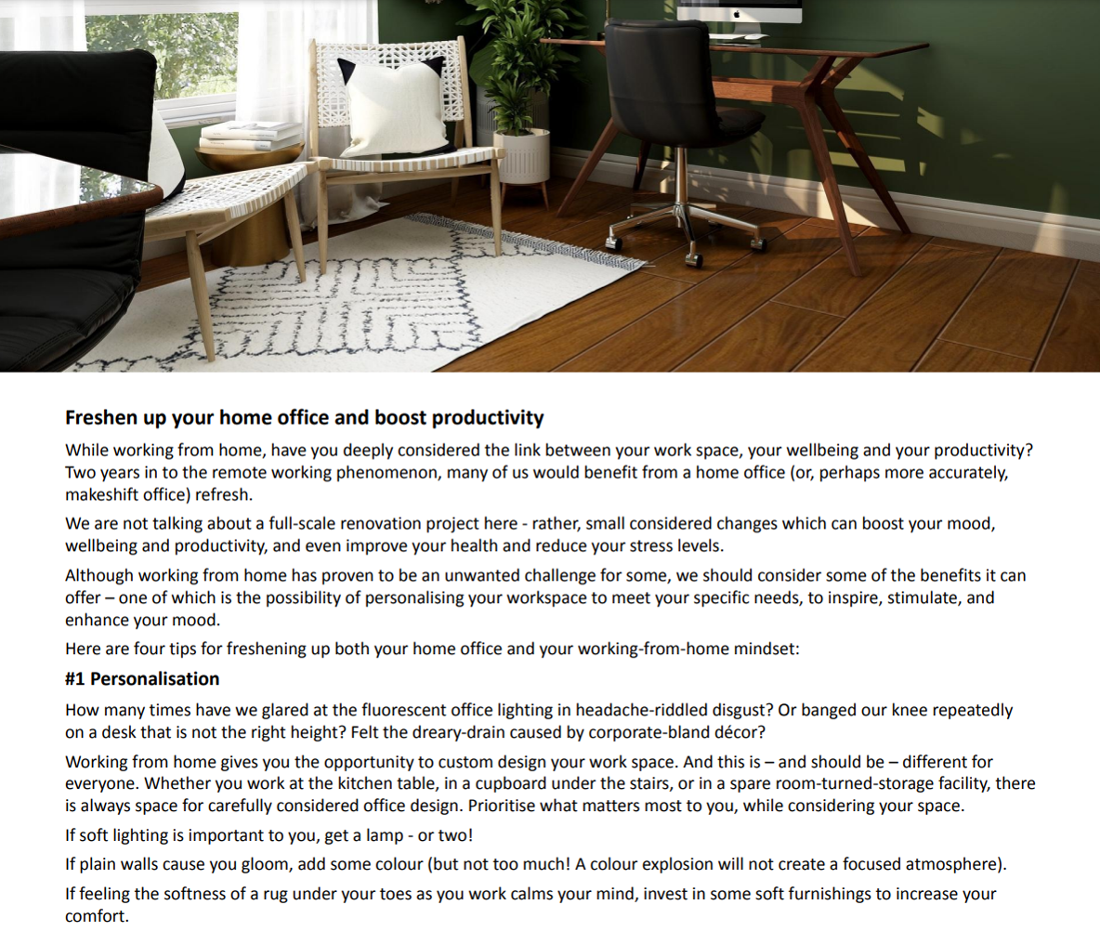 Freshen up your home office and boost productivity
While working from home, have you deeply considered the link between your work space, your wellbeing and your productivity?
Two years in to the remote working phenomenon, many of us would benefit from a home office (or, perhaps more accurately,
makeshift office) refresh.
We are not talking about a full-scale renovation project here - rather, small considered changes which can boost your mood,
wellbeing and productivity, and even improve your health and reduce your stress levels.
Although working from home has proven to be an unwanted challenge for some, we should consider some of the benefits it can
offer – one of which is the possibility of personalising your workspace to meet your specific needs, to inspire, stimulate, and
enhance your mood.
Here are four tips for freshening up both your home office and your working-from-home mindset:
#1 Personalisation
How many times have we glared at the fluorescent office lighting in headache-riddled disgust? Or banged our knee repeatedly
on a desk that is not the right height? Felt the dreary-drain caused by corporate-bland décor?
Working from home gives you the opportunity to custom design your work space. And this is – and should be – different for
everyone. Whether you work at the kitchen table, in a cupboard under the stairs, or in a spare room-turned-storage facility, there
is always space for carefully considered office design. Prioritise what matters most to you, while considering your space.
If soft lighting is important to you, get a lamp - or two!
If plain walls cause you gloom, add some colour (but not too much! A colour explosion will not create a focused atmosphere).
If feeling the softness of a rug under your toes as you work calms your mind, invest in some soft furnishings to increase your
comfort.